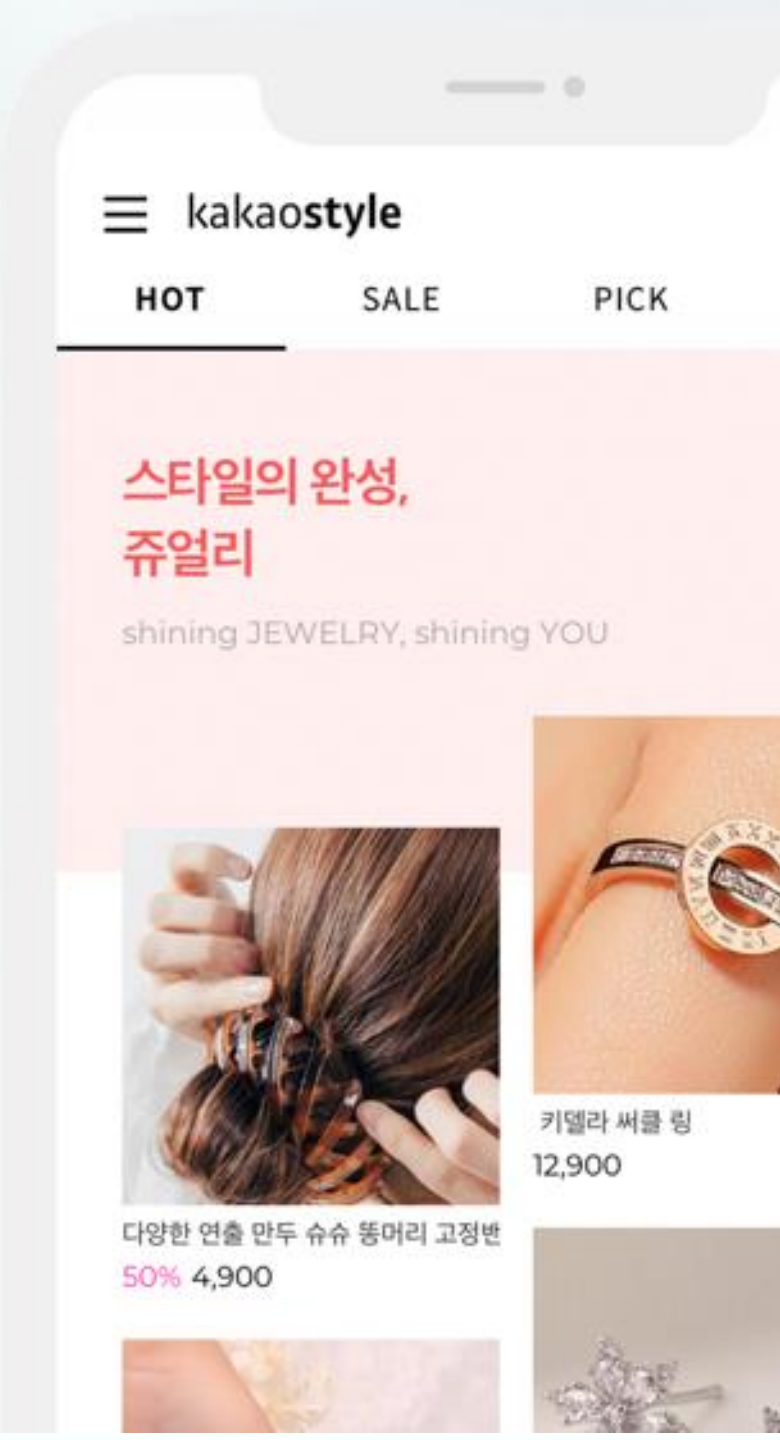 kakaostyle
HOT SALE PICK
스타일의 완성,
쥬얼리
shining JEWELRY, shining YOU
키델라 써클 링
12,900
다양한 연출 만두 슈슈 똥머리 고정반
50% 4,900